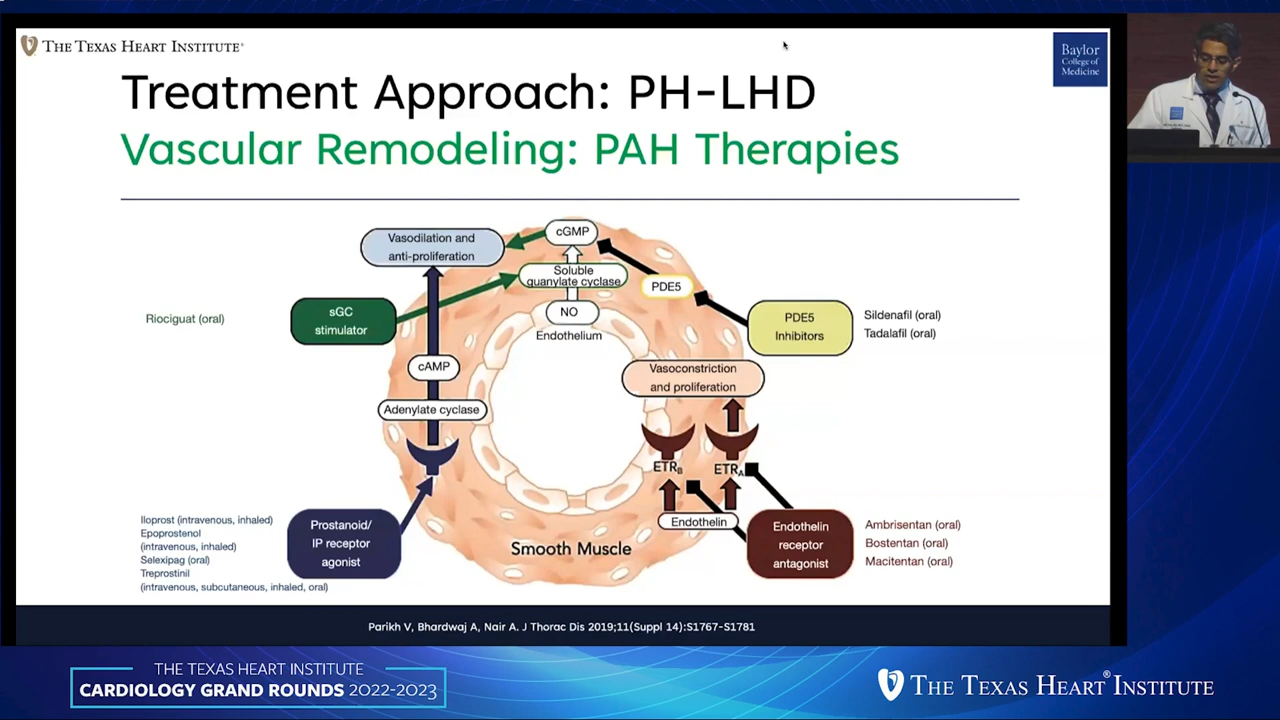 THE TEXAS HEART INSTITUTE®
Baylor
College of
Medicine
Treatment Approach: PH-LHD
Vascular Remodeling: PAH Therapies
Vasodilation and
anti-proliferation
cGMP
Soluble
guanylate cyclase
PDE5
NO
Endothelium
Riociguat (oral)
sGC
stimulator
PDE5
Inhibitors
Sildenafil (oral)
Tadalafil (oral)
cAMP
Vasoconstriction
and proliferation
Adenylate cyclase
ETRB
ETRA
Endothelin
Iloprost (intravenous, inhaled)
Epoprostenol
(intravenous, inhaled)
Selexipag (oral)
Treprostinil
(intravenous, subcutaneous, inhaled, oral)
Prostanoid/
IP receptor
agonist
Smooth Muscle
Endothelin
receptor
antagonist
Ambrisentan (oral)
Bosentan (oral)
Macitentan (oral)
Parikh V, Bhardwaj A, Nair A. J Thorac Dis 2019;11(Suppl 14):S1767-S1781
THE TEXAS HEART INSTITUTE
CARDIOLOGY GRAND ROUNDS 2022-2023
THE TEXAS HEART® INSTITUTE